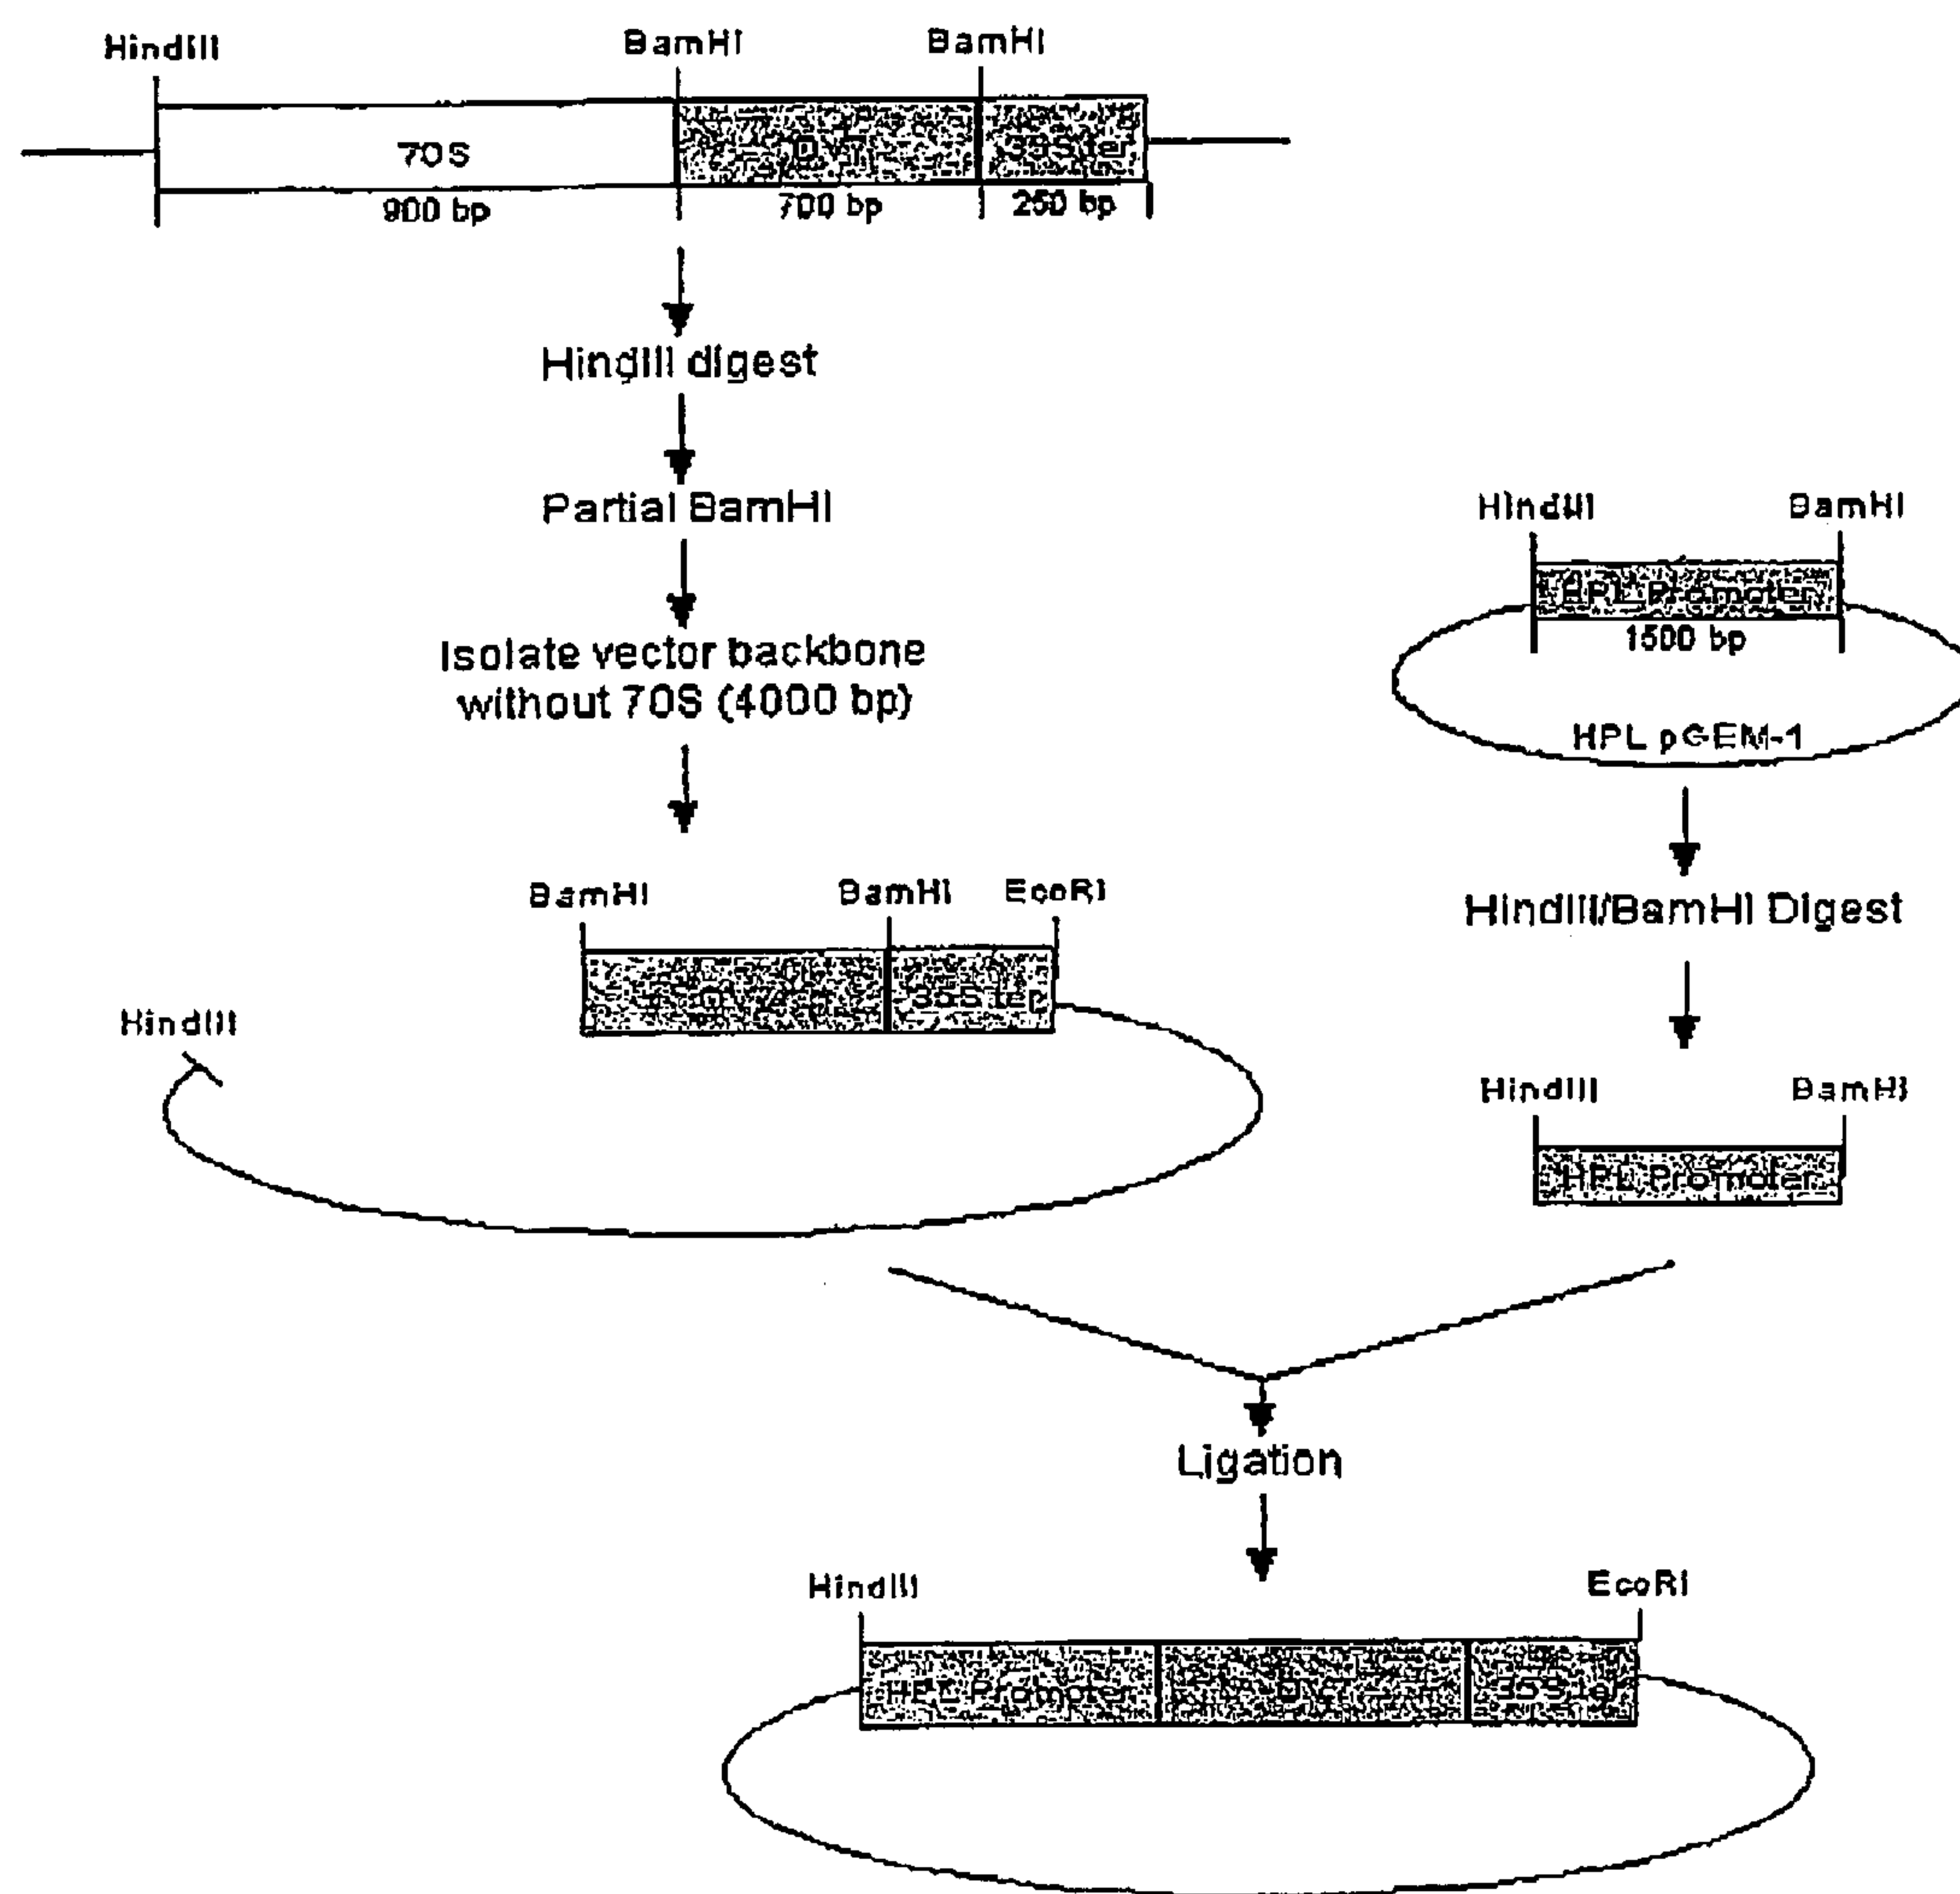 HindIII
BamHI
BamHI
70S
35S ter
900 bp
700 bp
250 bp
HindIII digest
Partial BamHI
Isolate vector backbone
without 70S (4000 bp)
HindIII
BamHI
HPL Promoter
1500 bp
HPL pGEM-1
HindIII/BamHI Digest
BamHI
BamHI
EcoRI
35S ter
HindIII
HindIII
BamHI
HPL Promoter
Ligation
HindIII
EcoRI
HPL Promoter